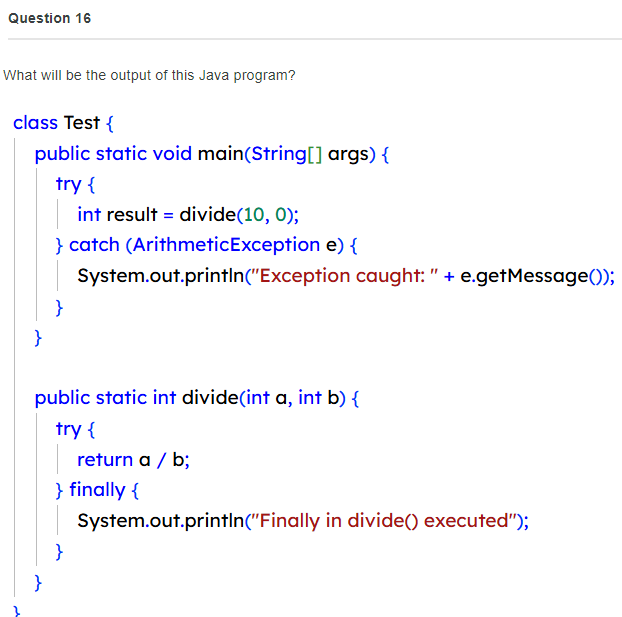 Question 16
What will be the output of this Java program?
class Test {
public static void main(String[] args) {
try {
int result = divide(10, 0);
} catch (ArithmeticException e) {
System.out.println("Exception caught: " + e.getMessage());
}
}
public static int divide(int a, int b) {
try {
return a / b;
} finally {
System.out.println("Finally in divide() executed");
}
}
}